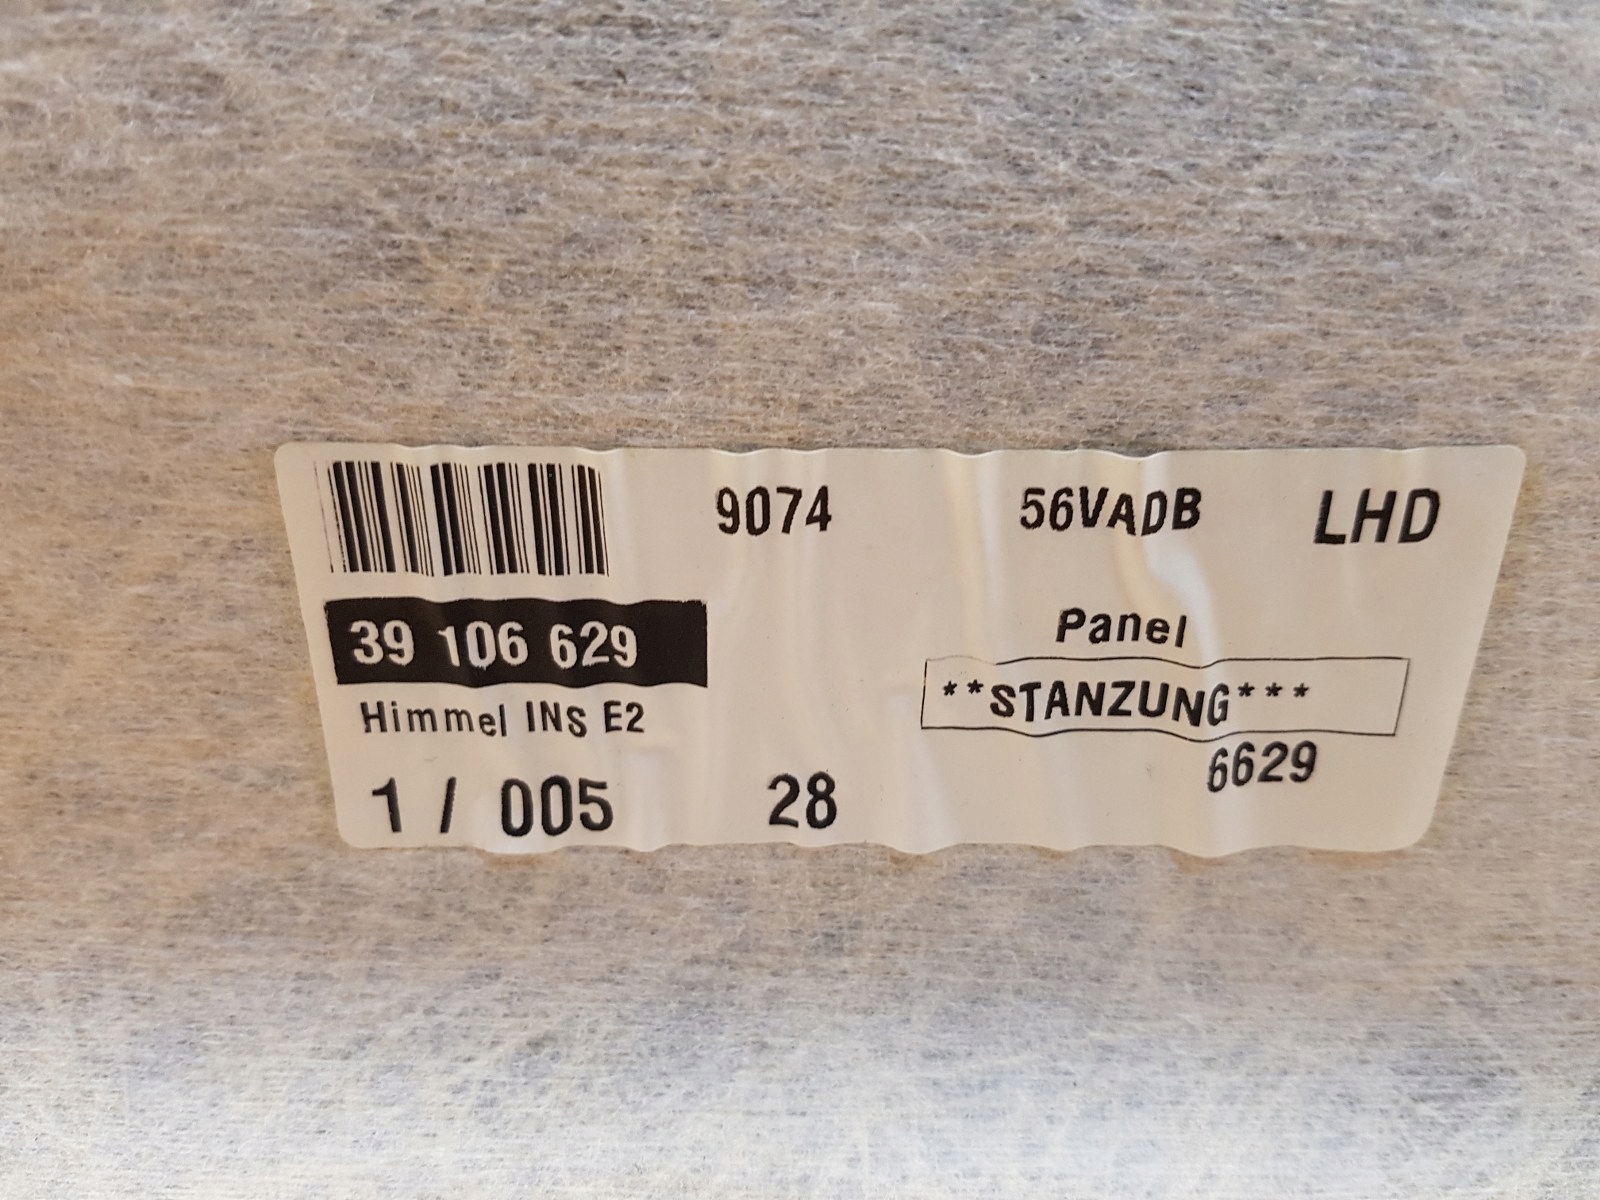 9074 56VADB LHD
39 106 629
Panel
Himmel INS E2
**STANZUNG***
6629
1 / 005 28